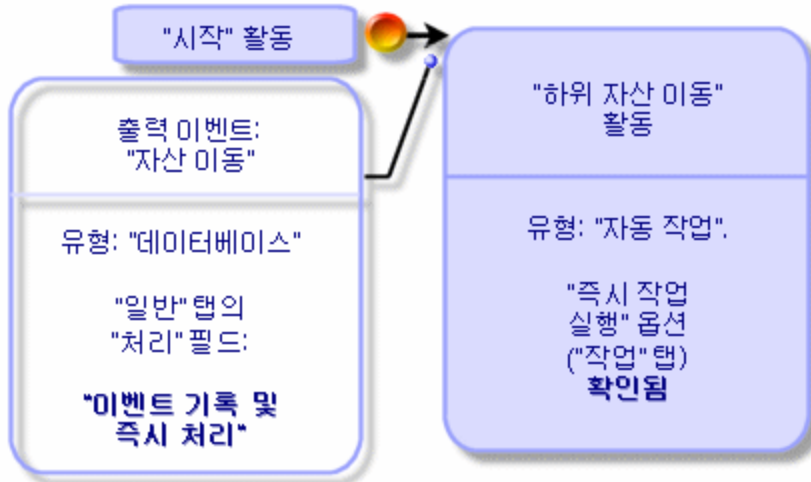 "시작" 활동
출력 이벤트:
"자산 이동"
유형: "데이터베이스"
"일반" 탭의
"처리" 필드:
"이벤트 기록 및
즉시 처리"
"하위 자산 이동"
활동
유형: "자동 작업".
"즉시 작업
실행" 옵션
("작업" 탭)
확인됨